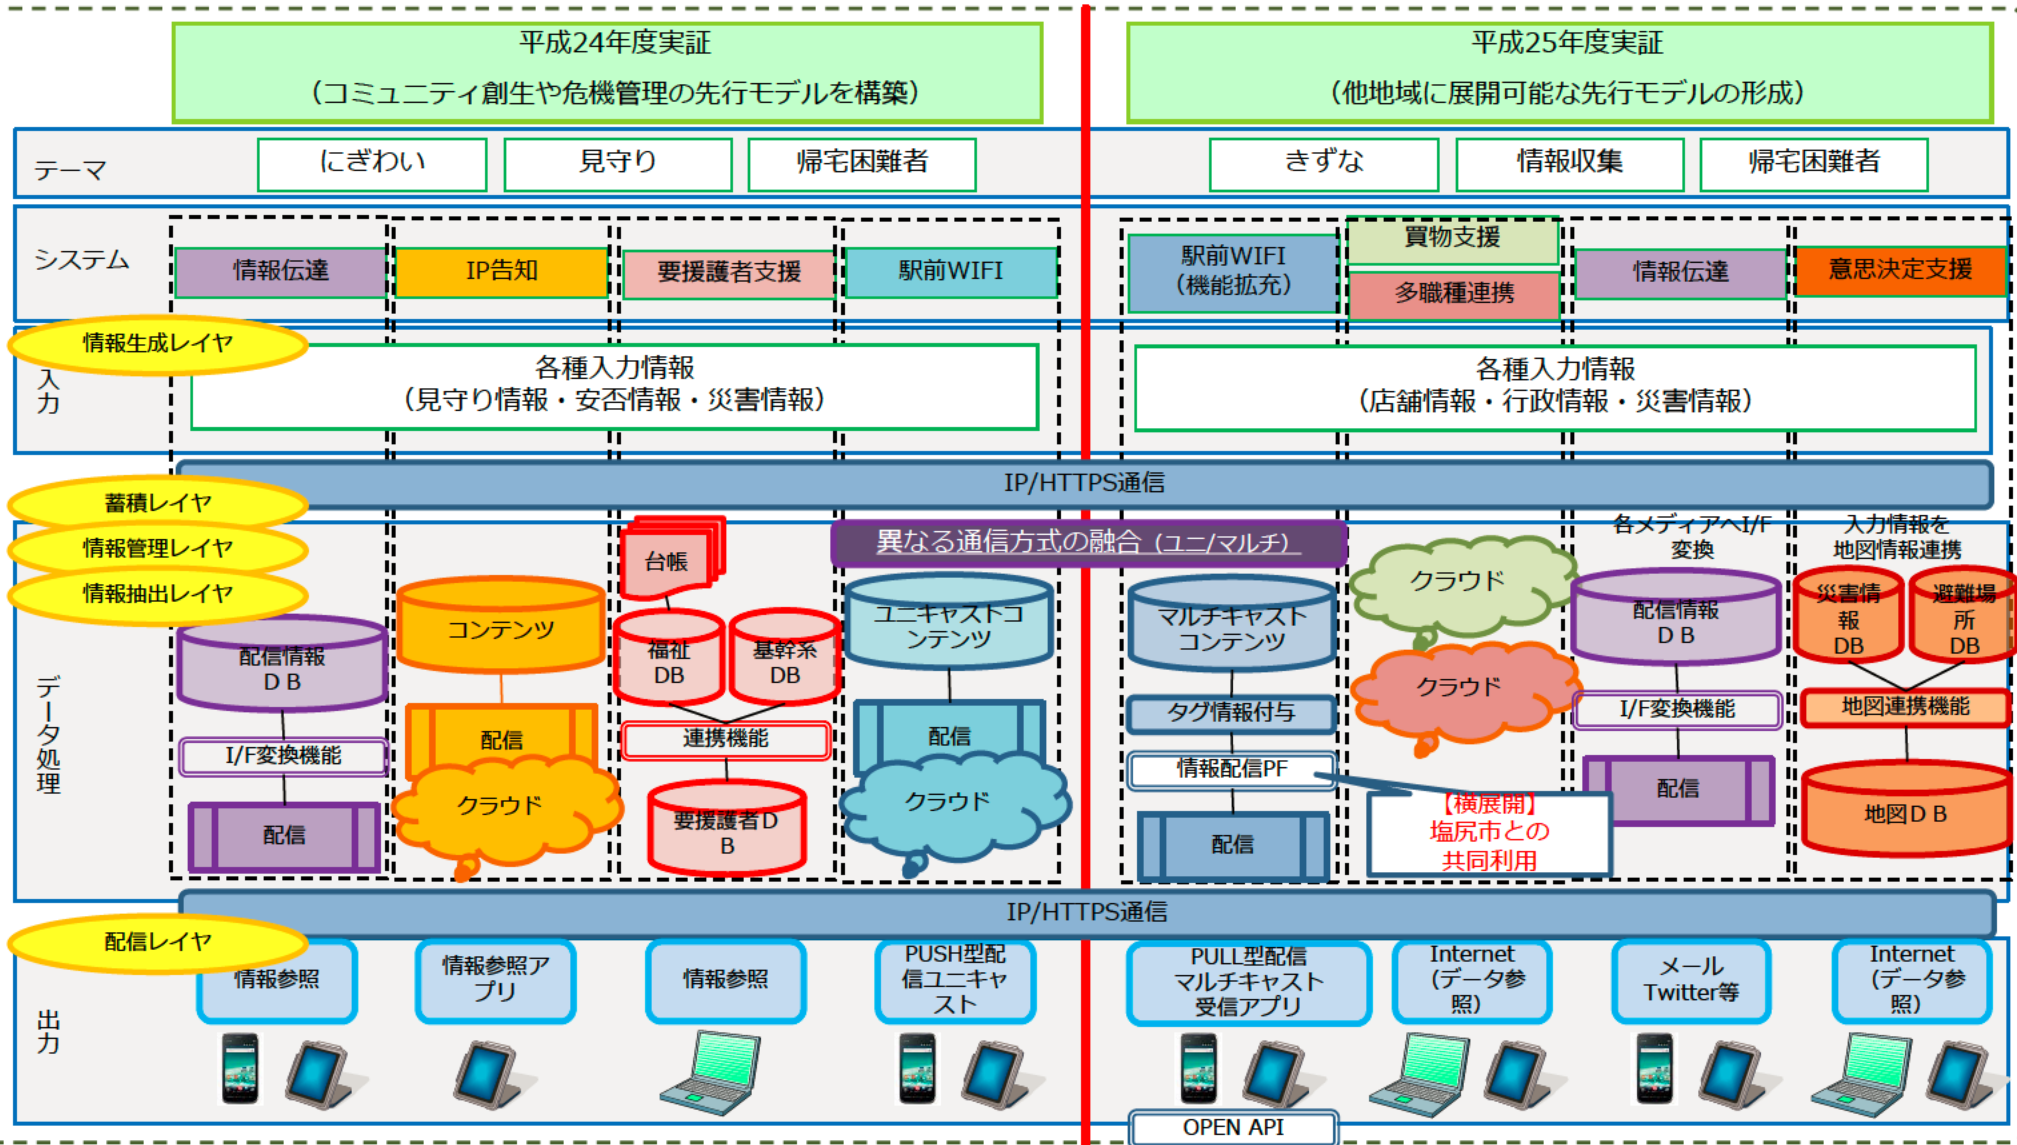 平成24年度実証
（コミュニティ創生や危機管理の先行モデルを構築）
平成25年度実証
（他地域に展開可能な先行モデルの形成）
テーマ
にぎわい
見守り
帰宅困難者
きずな
情報収集
帰宅困難者
システム
情報伝達
IP告知
要援護者支援
駅前WIFI
駅前WIFI
（機能拡充）
買物支援
多職種連携
情報伝達
意思決定支援
情報生成レイヤ
入力
各種入力情報
（見守り情報・安否情報・災害情報）
各種入力情報
（店舗情報・行政情報・災害情報）
IP/HTTPS通信
蓄積レイヤ
情報管理レイヤ
情報抽出レイヤ
データ処理
配信情報
ＤＢ
I/F変換機能
配信
コンテンツ
配信
クラウド
台帳
福祉
DB
基幹系
DB
連携機能
要援護者Ｄ
Ｂ
異なる通信方式の融合（ユニ/マルチ）
ユニキャストコ
ンテンツ
配信
クラウド
マルチキャスト
コンテンツ
タグ情報付与
情報配信PF
配信
クラウド
クラウド
【横展開】
塩尻市との
共同利用
各メディアへI/F
変換
配信情報
ＤＢ
I/F変換機能
配信
入力情報を
地図情報連携
災害情
報
DB
避難場
所
DB
地図連携機能
地図ＤＢ
IP/HTTPS通信
配信レイヤ
出力
情報参照
情報参照ア
プリ
情報参照
PUSH型配
信ユニキャ
スト
PULL型配信
マルチキャスト
受信アプリ
Internet
（データ参
照）
メール
Twitter等
Internet
（データ参
照）
OPEN API